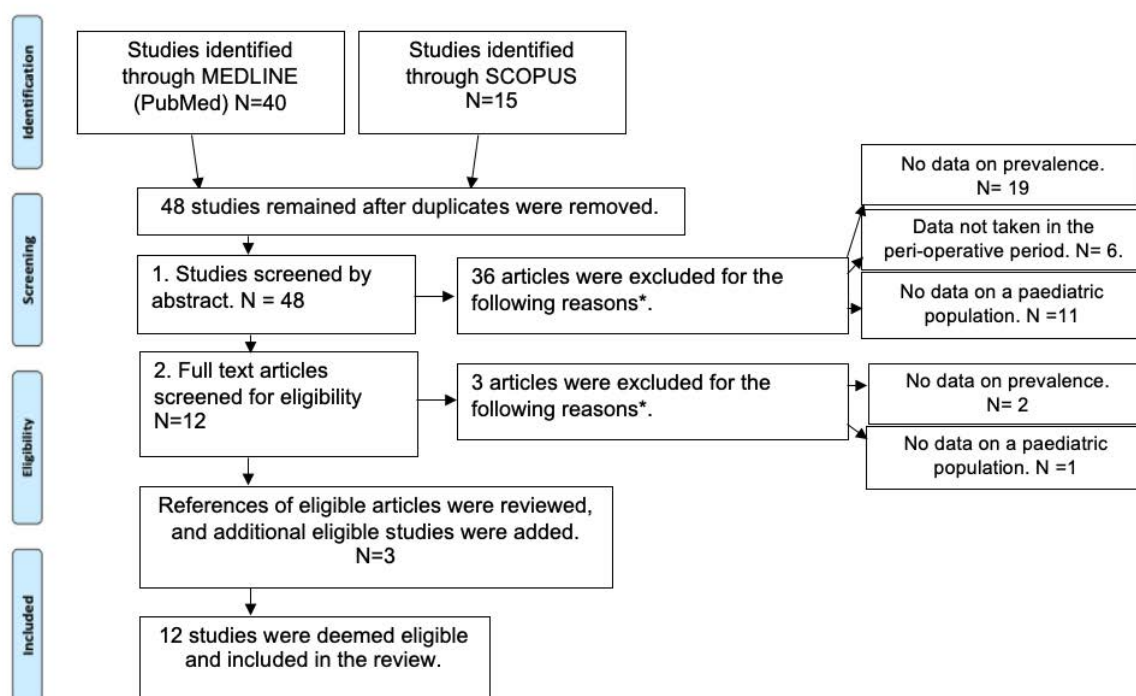 Identification
Studies identified
through MEDLINE
(PubMed) N=40
Studies identified
through SCOPUS
N=15
48 studies remained after duplicates were removed.
Screening
1. Studies screened by
abstract. N = 48
36 articles were excluded for the
following reasons*.
No data on prevalence.
N= 19
Data not taken in the
peri-operative period. N= 6.
No data on a paediatric
population. N =11
Eligibility
2. Full text articles
screened for eligibility
N=12
3 articles were excluded for the
following reasons*.
No data on prevalence.
N= 2
No data on a paediatric
population. N =1
References of eligible articles were reviewed,
and additional eligible studies were added.
N=3
Included
12 studies were deemed eligible
and included in the review.